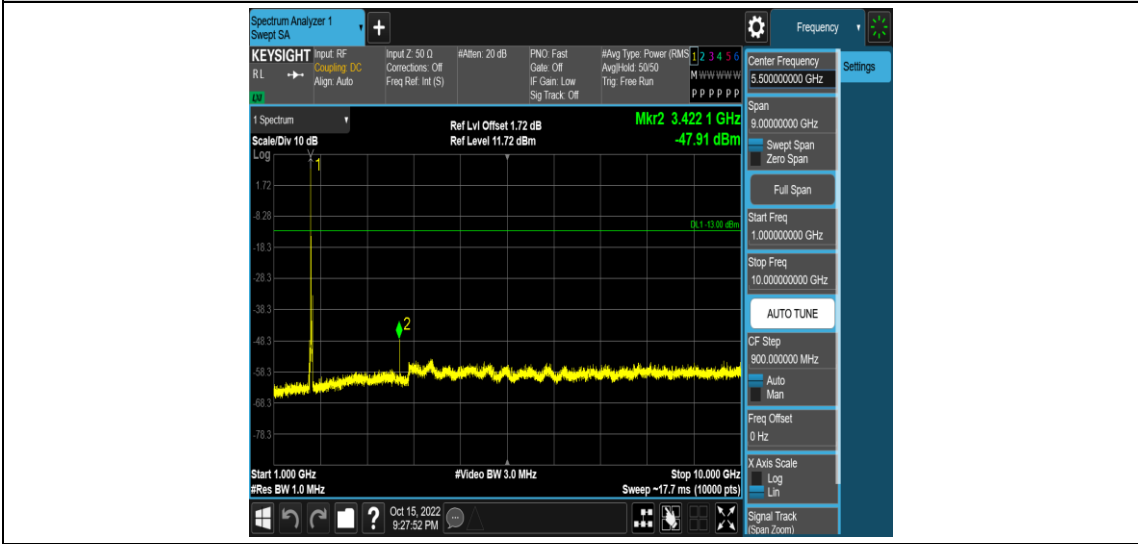 Spectrum Analyzer 1
Swept SA
Frequency
KEYSIGHT
R L
Input: RF
Coupling: DC
Align: Auto
Input Z: 50 Ω
Corrections: Off
Freq Ref: Int (S)
#Atten: 20 dB
PNO: Fast
Gate: Off
IF Gain: Low
Sig Track: Off
#Avg Type: Power (RMS
Avg|Hold: 50/50
Trig: Free Run
1 2 3 4 5 6
M W W W W W
P P P P P P
1 Spectrum
Scale/Div 10 dB
Ref Lvl Offset 1.72 dB
Ref Level 11.72 dBm
Mkr2 3.422 1 GHz
-47.91 dBm
Log
1
1.72
-8.28
DL1 -13.00 dBm
-18.3
-28.3
-38.3
2
-48.3
-58.3
-68.3
-78.3
Start 1.000 GHz
#Video BW 3.0 MHz
Stop 10.000 GHz
#Res BW 1.0 MHz
Sweep ~17.7 ms (10000 pts)
?
Oct 15, 2022
9:27:52 PM
Center Frequency
5.500000000 GHz
Settings
Span
9.00000000 GHz
Swept Span
Zero Span
Full Span
Start Freq
1.000000000 GHz
Stop Freq
10.000000000 GHz
AUTO TUNE
CF Step
900.000000 MHz
Auto
Man
Freq Offset
0 Hz
X Axis Scale
Log
Lin
Signal Track
(Span Zoom)